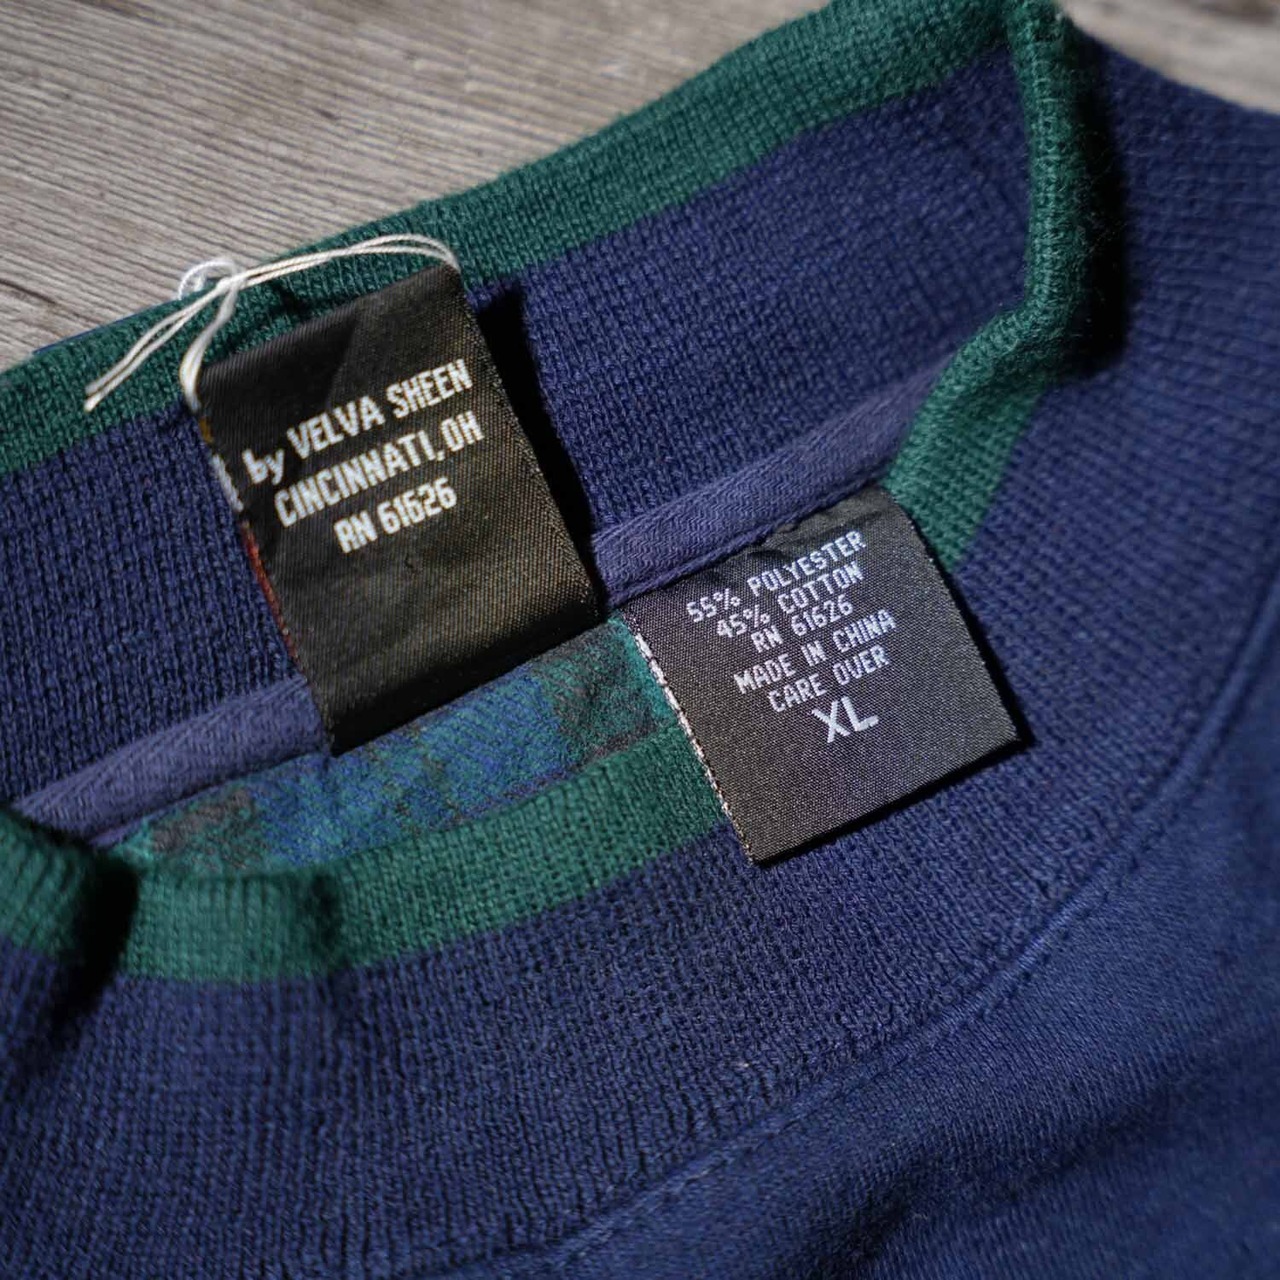 by VELVA SHEEN
CINCINNATI, OH
RN 61626
55% POLYESTER
45% COTTON
RN 61626
MADE IN CHINA
CARE OVER
XL